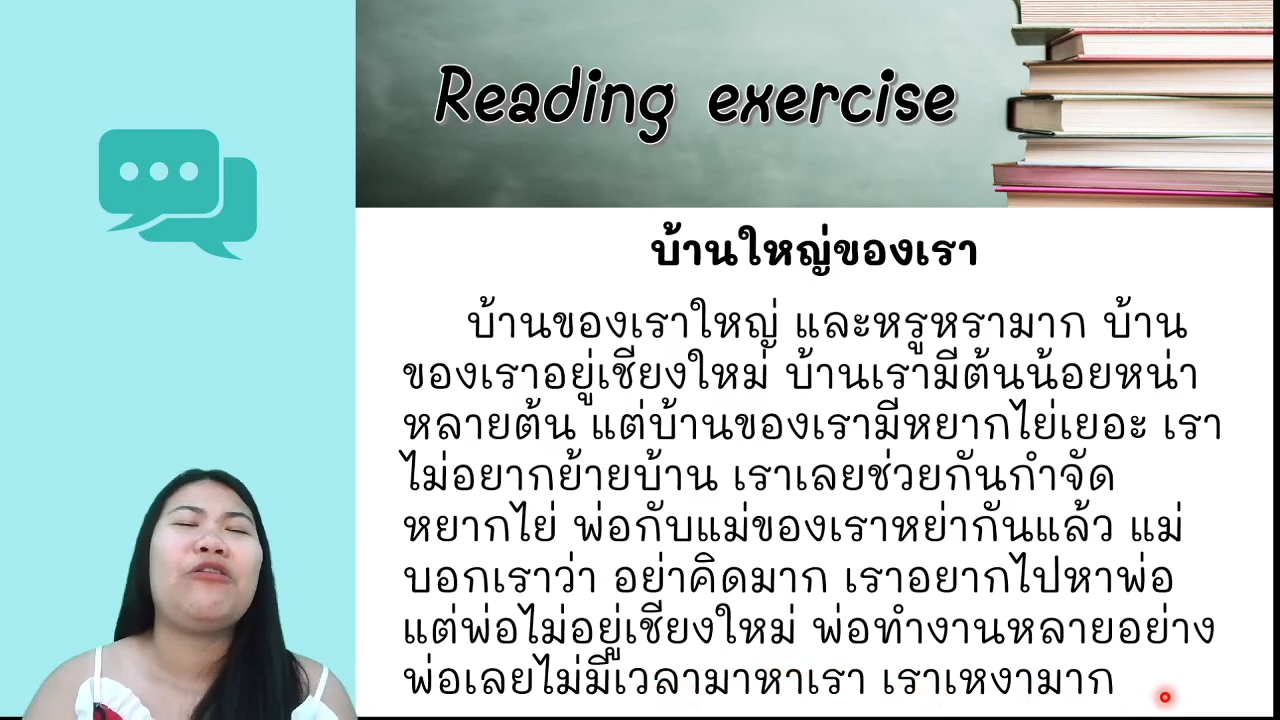 Reading exercise
บ้านใหญ่ของเรา
บ้านของเราใหญ่ และหรูหรามาก บ้าน
ของเราอยู่เชียงใหม่ บ้านเรามีต้นน้อยหน่า
หลายต้น แต่บ้านของเรามีหยากไย่เยอะ เรา
ไม่อยากย้ายบ้าน เราเลยช่วยกันกำจัด
หยากไย่ พ่อกับแม่ของเราหย่ากันแล้ว แม่
บอกเราว่า อย่าคิดมาก เราอยากไปหาพ่อ
แต่พ่อไม่อยู่เชียงใหม่ พ่อทำงานหลายอย่าง
พ่อเลยไม่มีเวลามาหาเรา เราเหงามาก